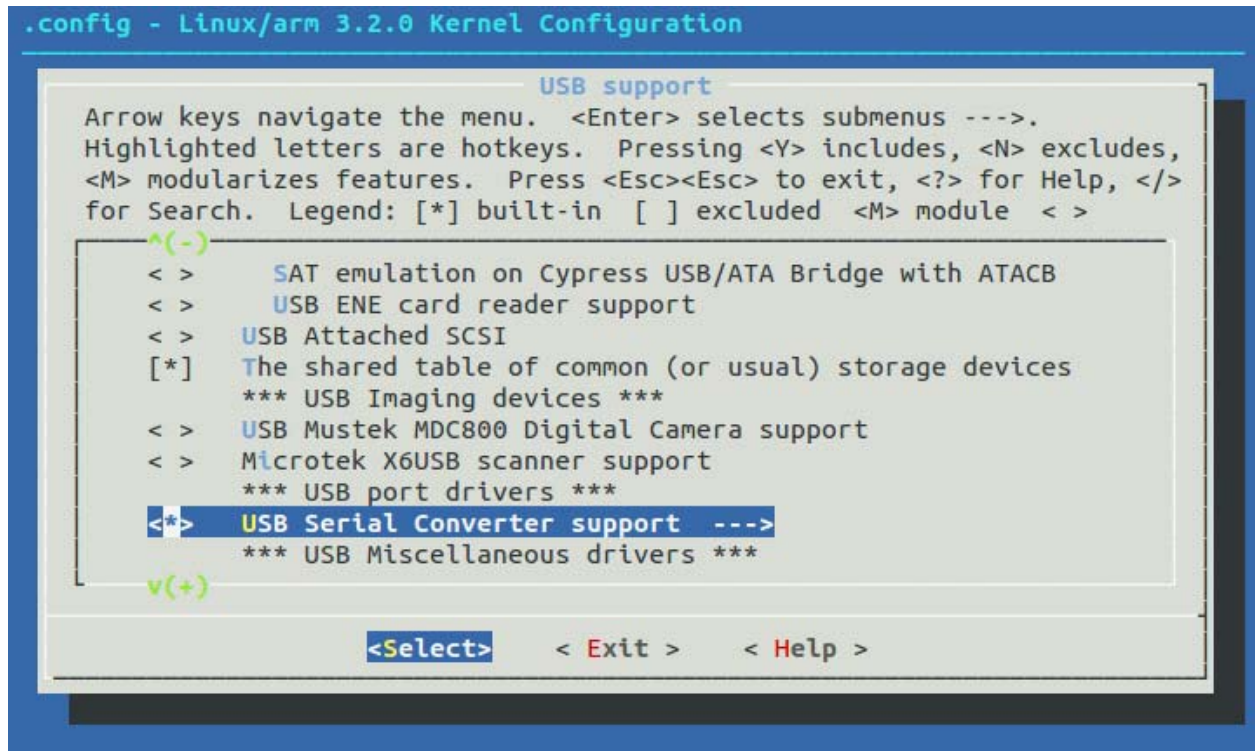 .config - Linux/arm 3.2.0 Kernel Configuration
USB support
Arrow keys navigate the menu.  <Enter> selects submenus --->.
Highlighted letters are hotkeys.  Pressing <Y> includes, <N> excludes,
<M> modularizes features.  Press <Esc><Esc> to exit, <?> for Help, </>
for Search.  Legend: [*] built-in  [ ] excluded  <M> module  < >
^(-)
< >     SAT emulation on Cypress USB/ATA Bridge with ATACB
< >     USB ENE card reader support
< >   USB Attached SCSI
[*]   The shared table of common (or usual) storage devices
*** USB Imaging devices ***
< >   USB Mustek MDC800 Digital Camera support
< >   Microtek X6USB scanner support
*** USB port drivers ***
<*>   USB Serial Converter support  --->
*** USB Miscellaneous drivers ***
v(+)
<Select>    < Exit >    < Help >